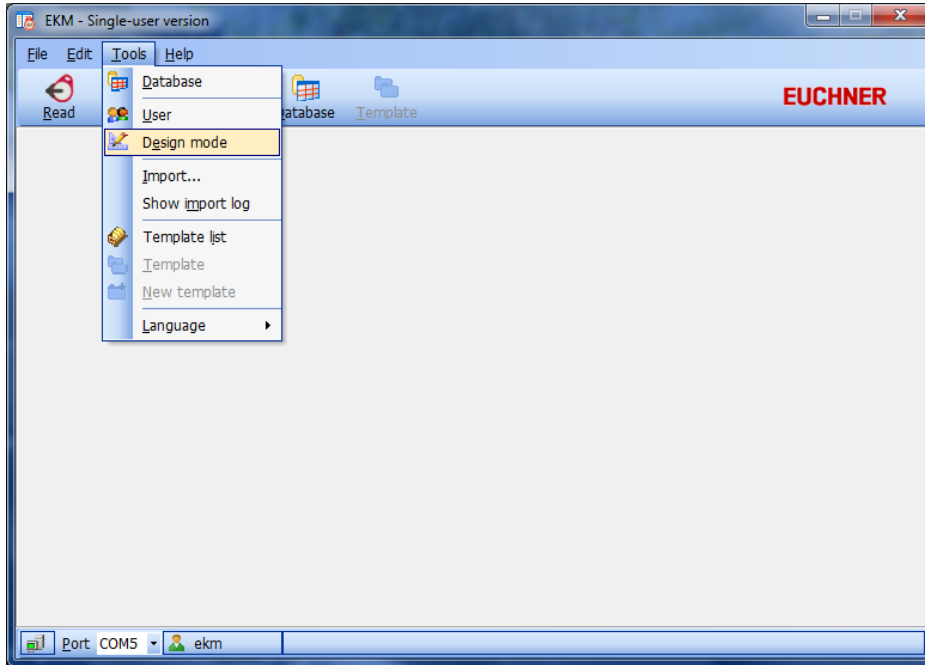 EKM - Single-user version
File Edit Tools Help
Read
Database Template
EUCHNER
Database
User
Design mode
Import...
Show import log
Template list
Template
New template
Language
Port COM5 ekm